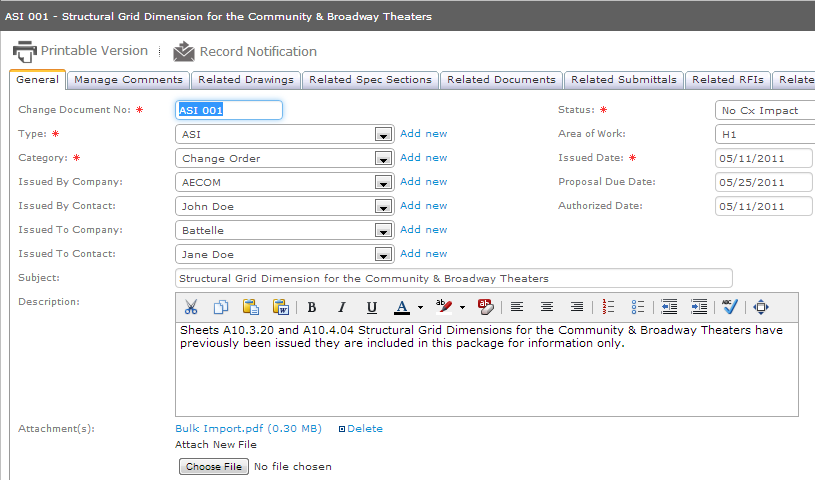 ASI 001 - Structural Grid Dimension for the Community & Broadway Theaters
Printable Version Record Notification
General Manage Comments Related Drawings Related Spec Sections Related Documents Related Submittals Related RFIs Relate
Change Document No: * ASI 001 Status: * No Cx Impact
Type: * ASI Add new Area of Work: H1
Category: * Change Order Add new Issued Date: * 05/11/2011
Issued By Company: AECOM Add new Proposal Due Date: 05/25/2011
Issued By Contact: John Doe Add new Authorized Date: 05/11/2011
Issued To Company: Battelle Add new
Issued To Contact: Jane Doe Add new
Subject: Structural Grid Dimension for the Community & Broadway Theaters
Description: B I U A ab ABC
Sheets A10.3.20 and A10.4.04 Structural Grid Dimensions for the Community & Broadway Theaters have
previously been issued they are included in this package for information only.
Attachment(s): Bulk Import.pdf (0.30 MB) Delete
Attach New File
Choose File No file chosen